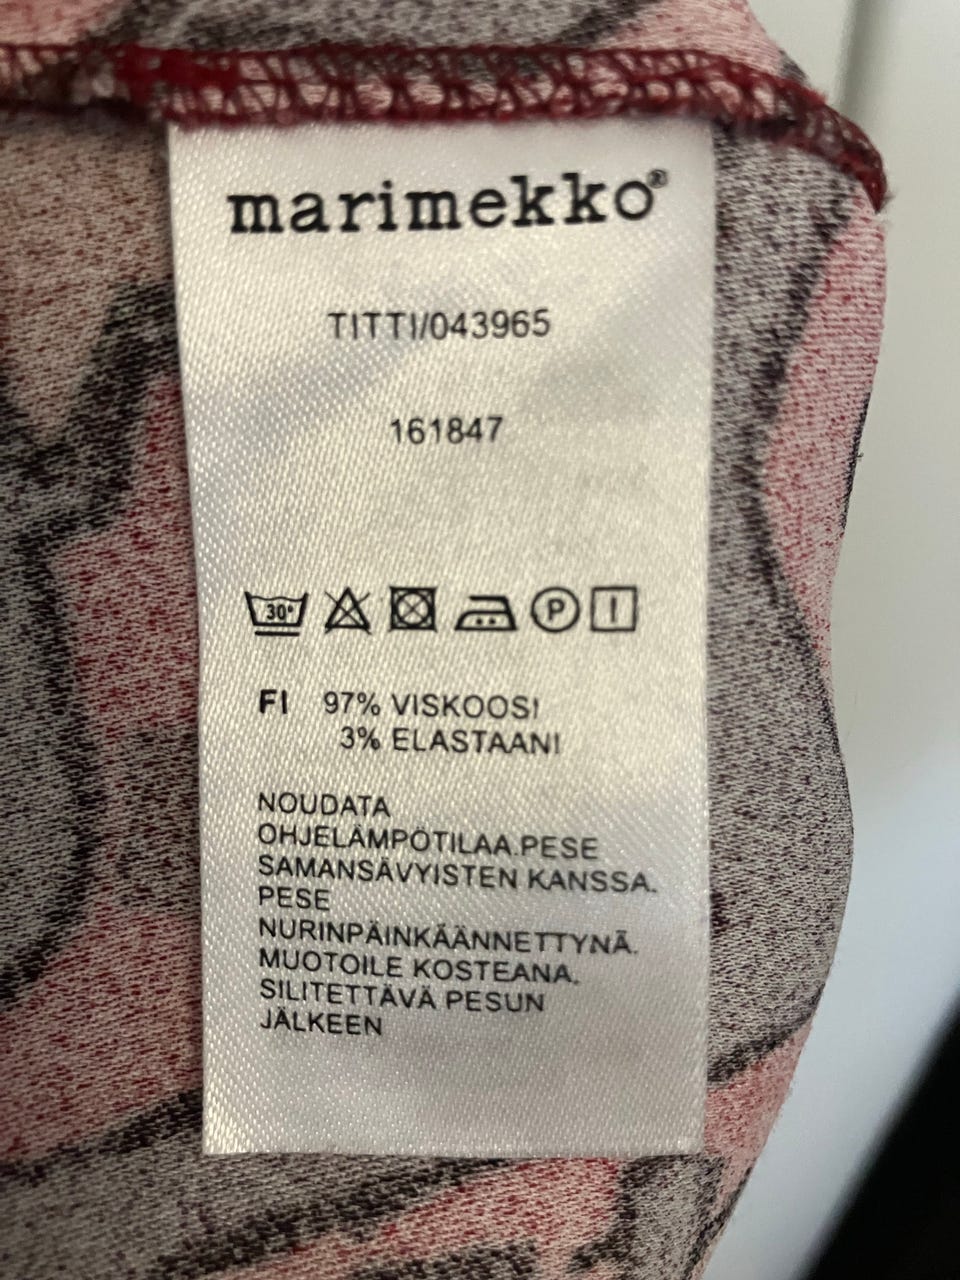 marimekko®
TITTI/043965
161847
30° P
FI 97% VISKOOSI
3% ELASTAANI
NOUDATA
OHJELÄMPÖTILAA.PESE
SAMANSÄVYISTEN KANSSA.
PESE
NURINPÄINKÄÄNNETTYNÄ.
MUOTOILE KOSTEANA.
SILITETTÄVÄ PESUN
JÄLKEEN